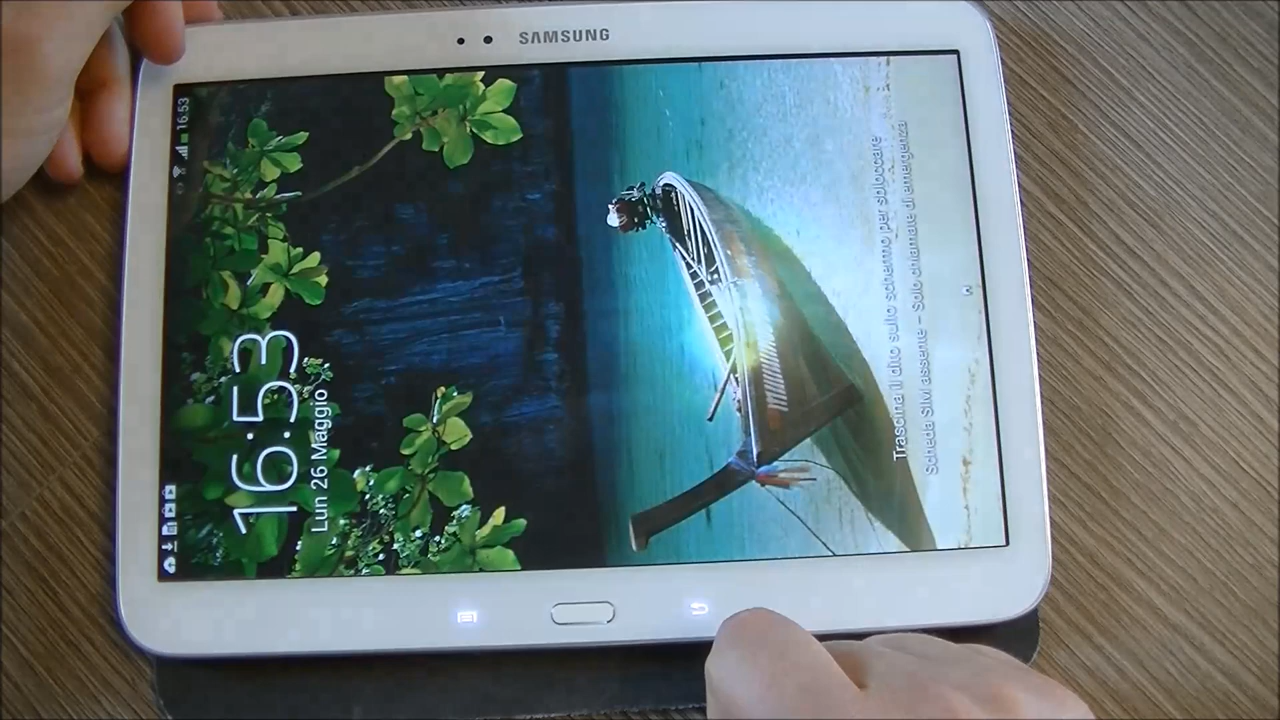 SAMSUNG
16:53
16:53
Lun 26 Maggio
Trascina il dito sullo schermo per sbloccare
Scheda SIM assente – Solo chiamate di emergenza